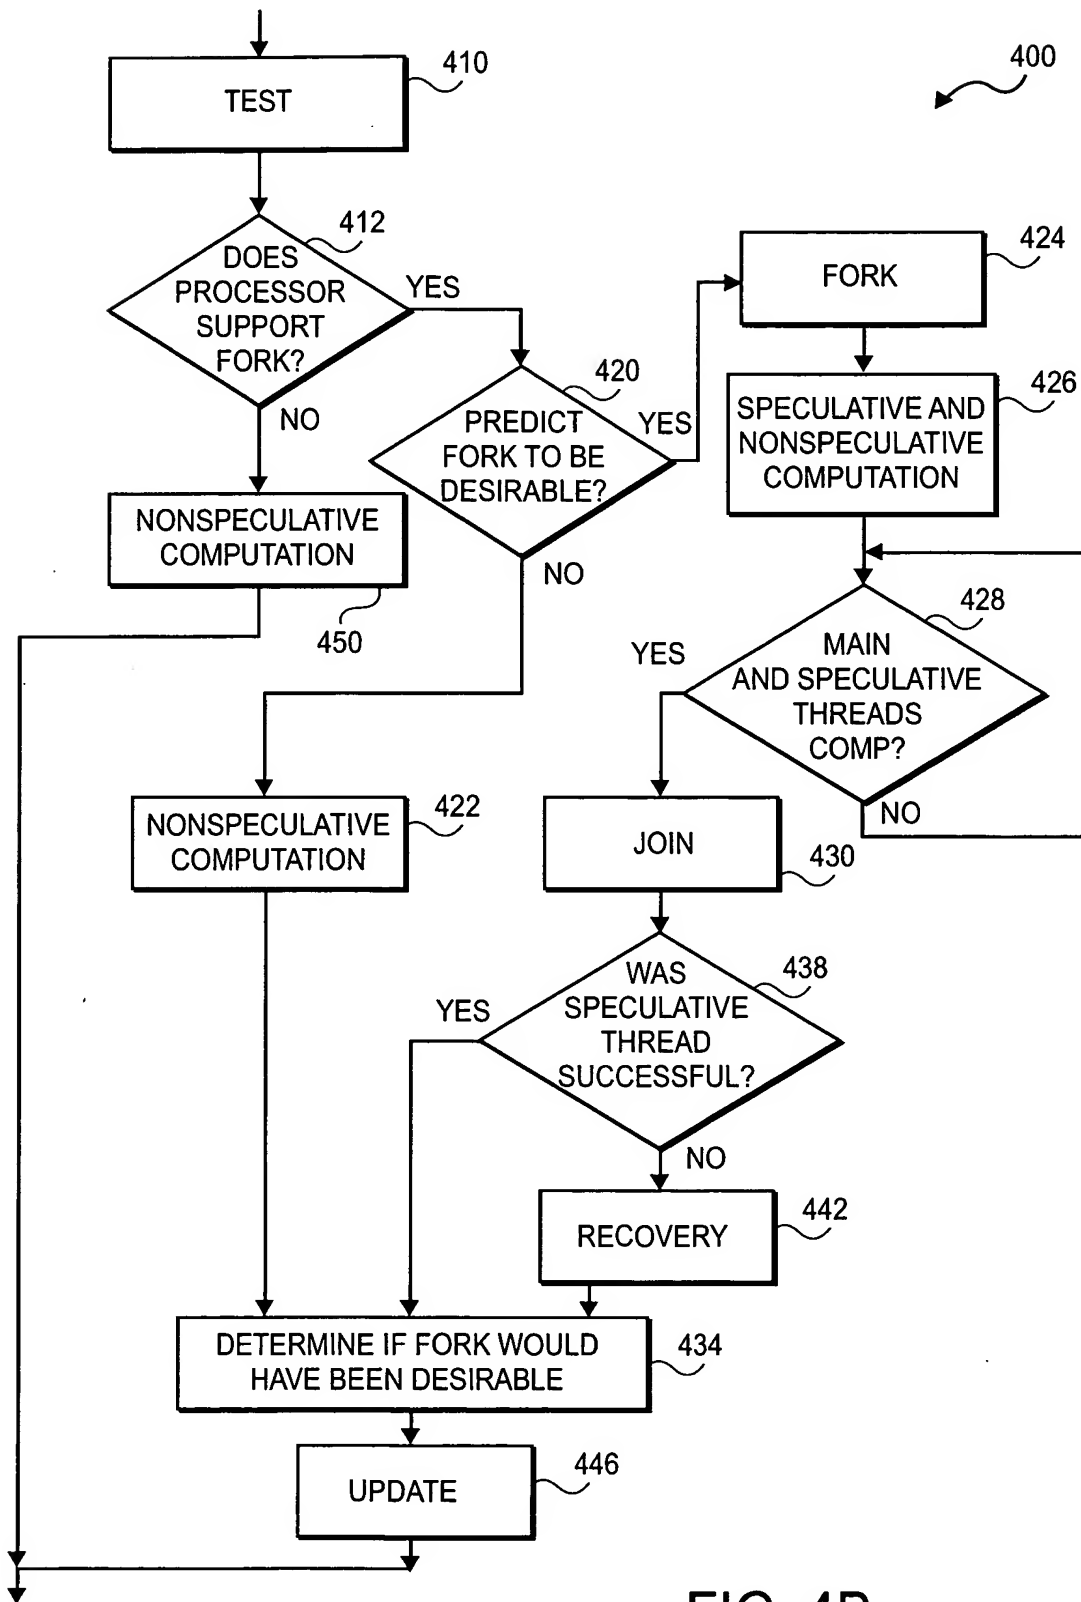 410
TEST
400
412
DOES
PROCESSOR
SUPPORT
FORK?
YES
NO
424
FORK
420
PREDICT
FORK TO BE
DESIRABLE?
YES
NO
426
SPECULATIVE AND
NONSPECULATIVE
COMPUTATION
NONSPECULATIVE
COMPUTATION
450
428
MAIN
AND SPECULATIVE
THREADS
COMP?
YES
NO
422
NONSPECULATIVE
COMPUTATION
JOIN
430
438
WAS
SPECULATIVE
THREAD
SUCCESSFUL?
YES
NO
RECOVERY
442
DETERMINE IF FORK WOULD
HAVE BEEN DESIRABLE
434
UPDATE
446